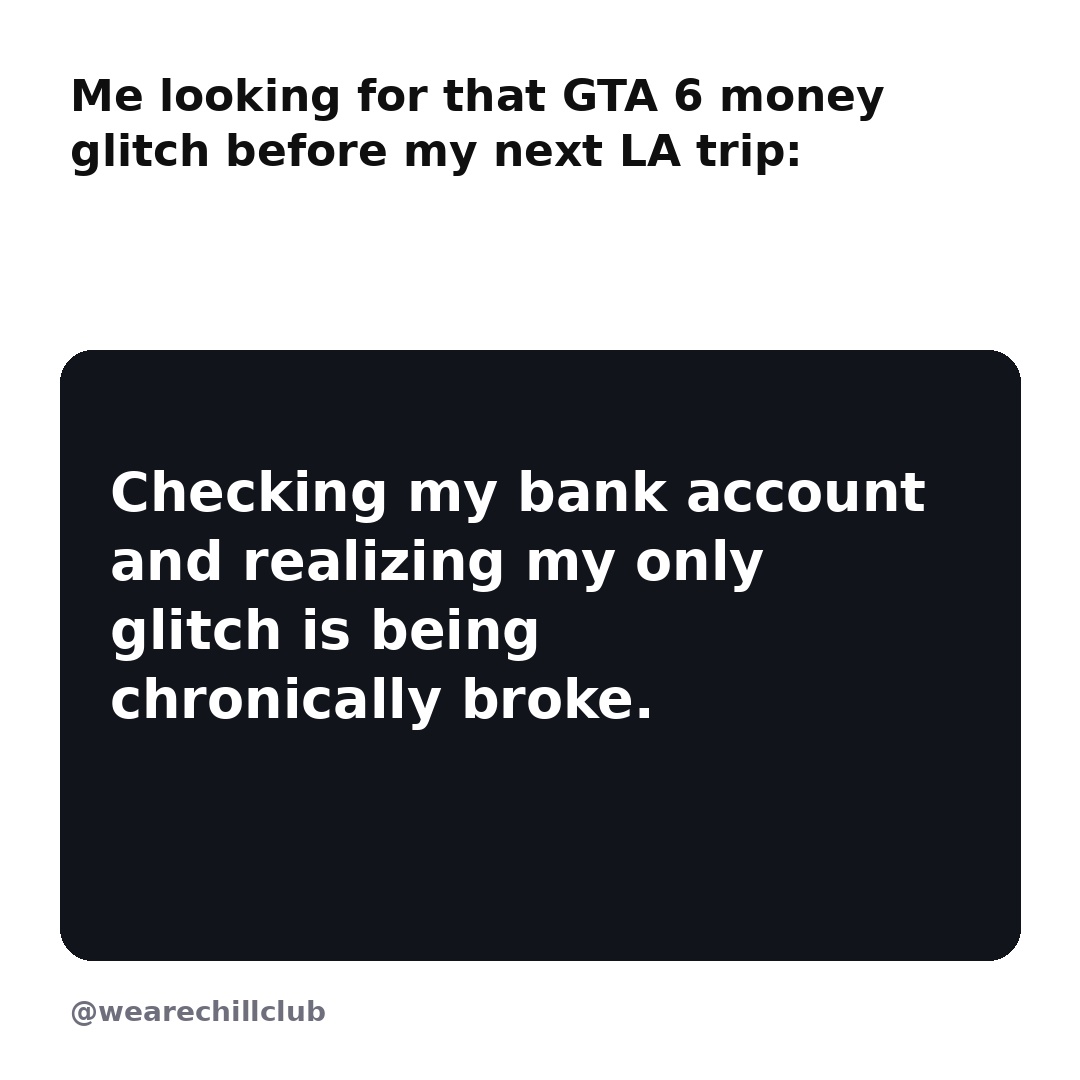 Me looking for that GTA 6 money
glitch before my next LA trip:
Checking my bank account
and realizing my only
glitch is being
chronically broke.
@wearechillclub